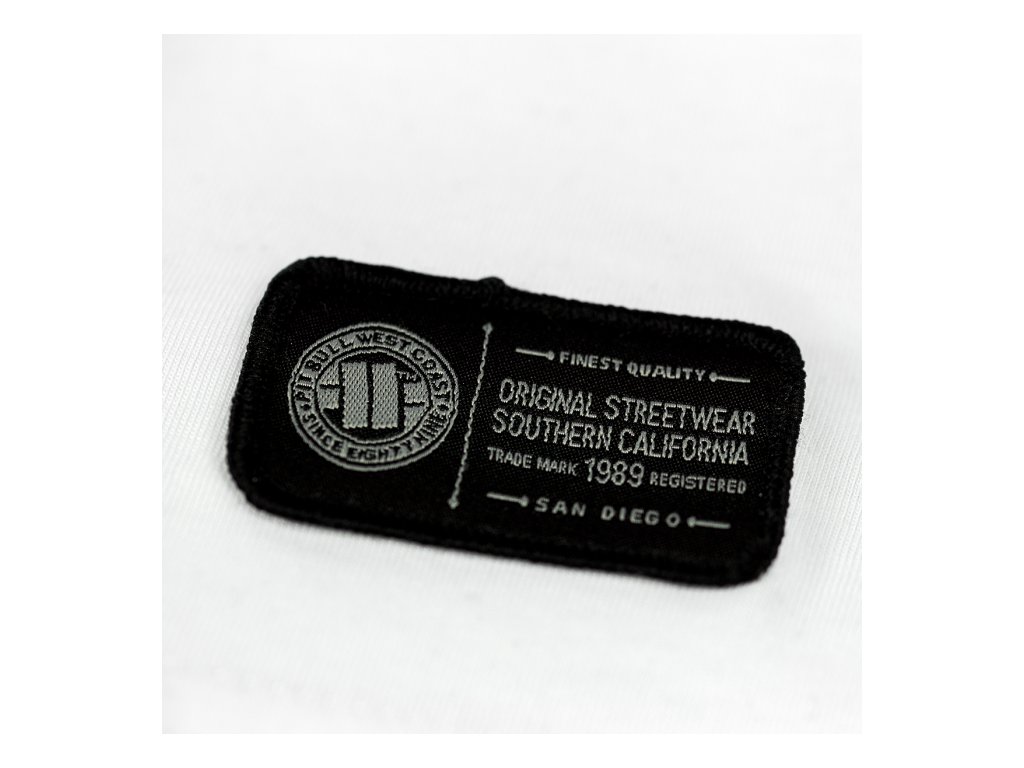 PIT BULL WEST COAST
SINCE EIGHTY NINE
TM
FINEST QUALITY
ORIGINAL STREETWEAR
SOUTHERN CALIFORNIA
TRADE MARK 1989 REGISTERED
SAN DIEGO